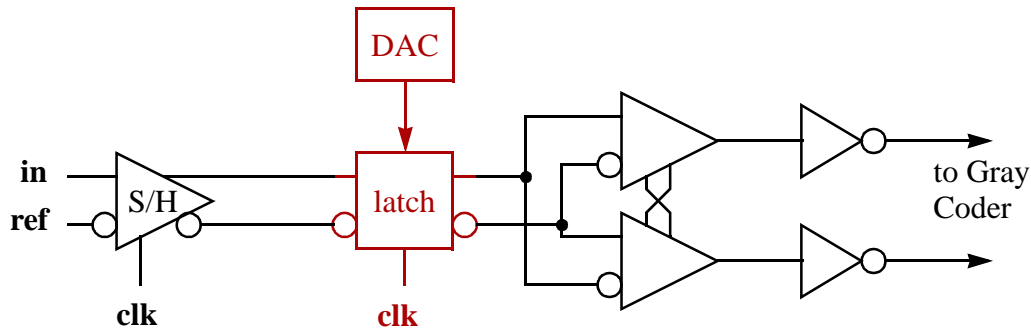 DAC
in
S/H
latch
ref
to Gray
Coder
clk
clk